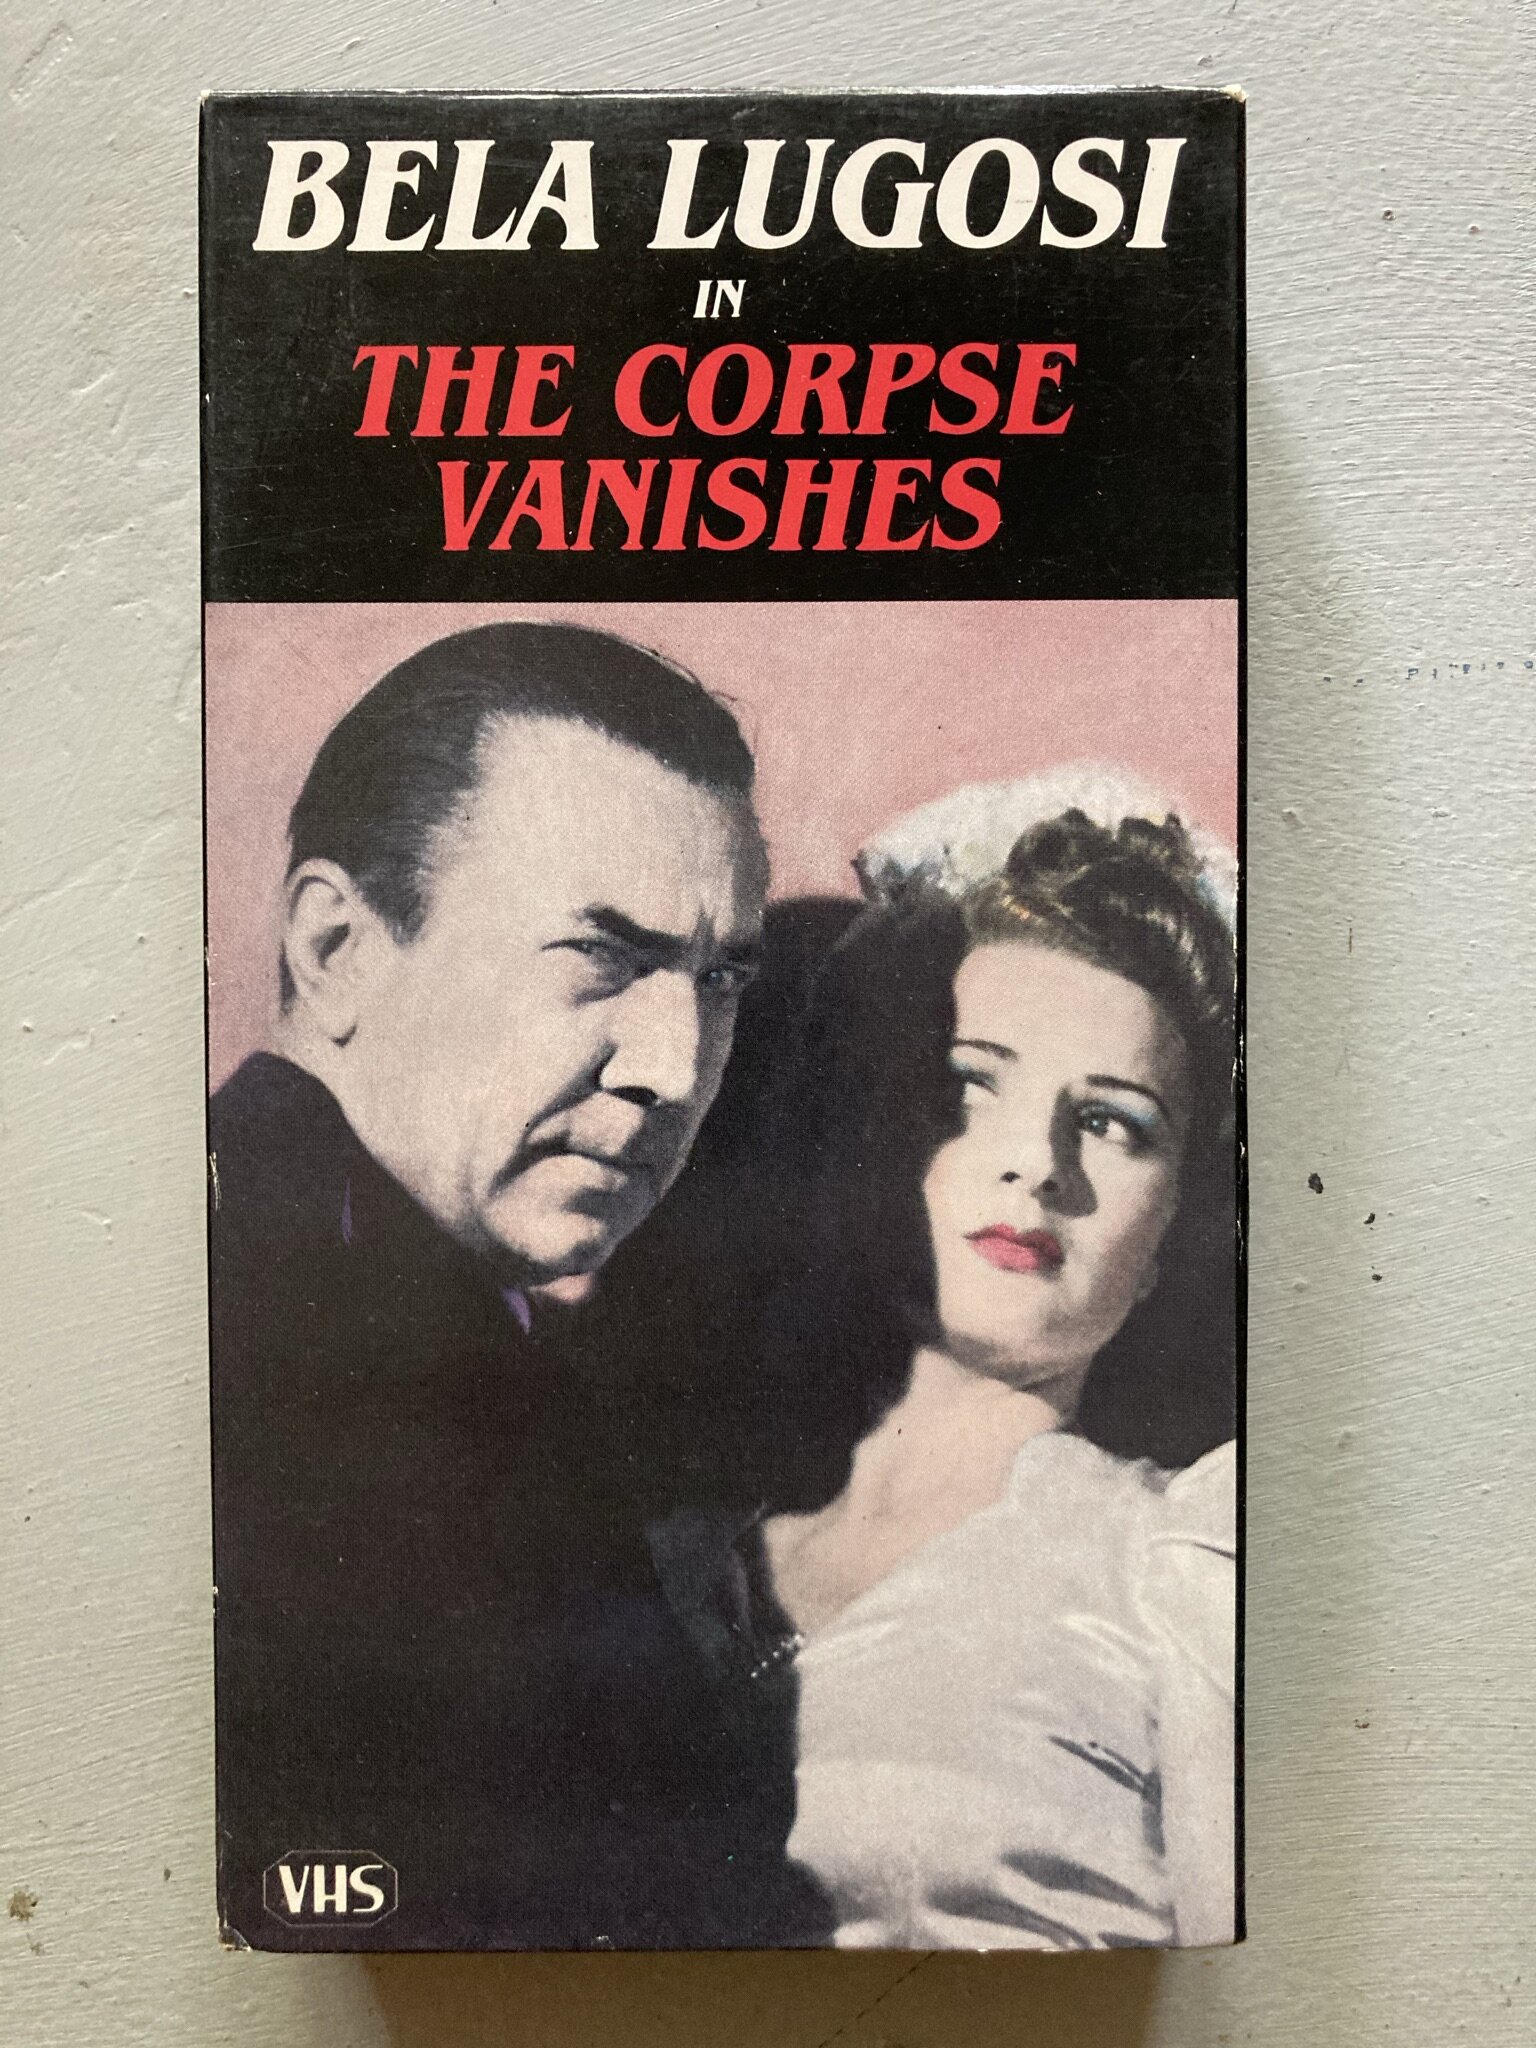 BELA LUGOSI
IN
THE CORPSE
VANISHES
VHS